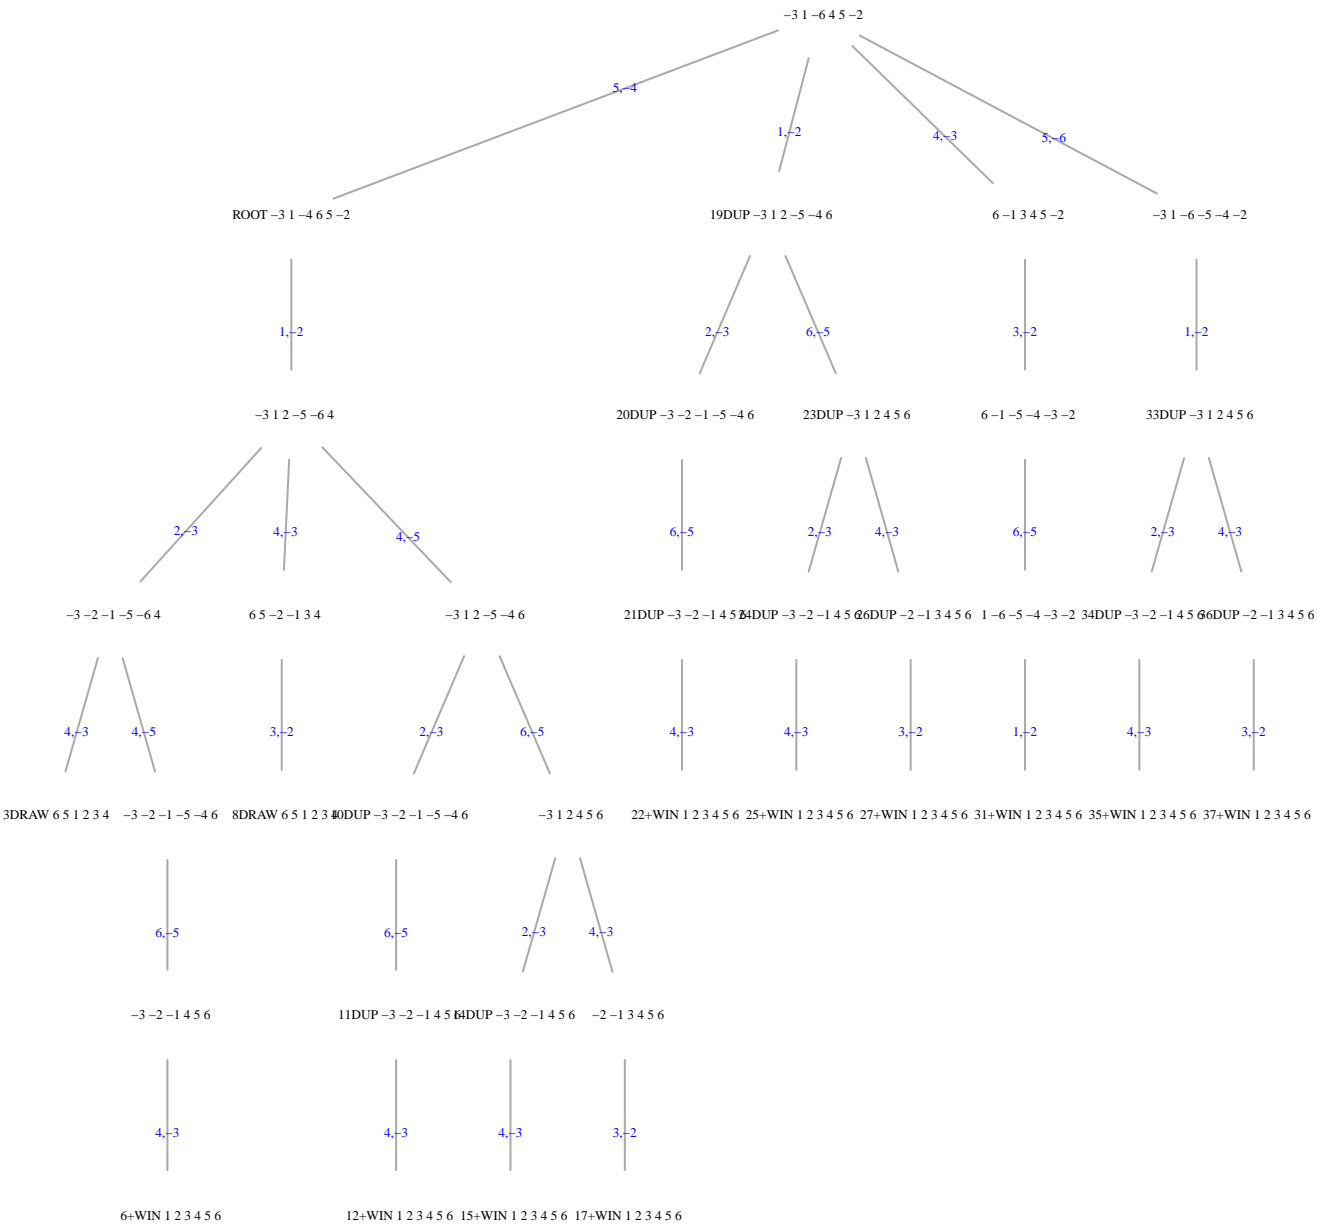 −3 1 −6 4 5 −2
5,−4
1,−2
4,−3
5,−6
ROOT −3 1 −4 6 5 −2
19DUP −3 1 2 −5 −4 6
6 −1 3 4 5 −2
−3 1 −6 −5 −4 −2
1,−2
2,−3
6,−5
3,−2
1,−2
−3 1 2 −5 −6 4
20DUP −3 −2 −1 −5 −4 6
23DUP −3 1 2 4 5 6
6 −1 −5 −4 −3 −2
33DUP −3 1 2 4 5 6
2,−3
4,−3
4,−5
6,−5
2,−3
4,−3
6,−5
2,−3
4,−3
−3 −2 −1 −5 −6 4
6 5 −2 −1 3 4
−3 1 2 −5 −4 6
21DUP −3 −2 −1 4 5 6
24DUP −3 −2 −1 4 5 6
26DUP −2 −1 3 4 5 6
1 −6 −5 −4 −3 −2
34DUP −3 −2 −1 4 5 6
36DUP −2 −1 3 4 5 6
4,−3
4,−5
3,−2
2,−3
6,−5
4,−3
4,−3
3,−2
1,−2
4,−3
3,−2
3DRAW 6 5 1 2 3 4
−3 −2 −1 −5 −4 6
8DRAW 6 5 1 2 3 4
10DUP −3 −2 −1 −5 −4 6
−3 1 2 4 5 6
22+WIN 1 2 3 4 5 6
25+WIN 1 2 3 4 5 6
27+WIN 1 2 3 4 5 6
31+WIN 1 2 3 4 5 6
35+WIN 1 2 3 4 5 6
37+WIN 1 2 3 4 5 6
6,−5
6,−5
2,−3
4,−3
−3 −2 −1 4 5 6
11DUP −3 −2 −1 4 5 6
14DUP −3 −2 −1 4 5 6
−2 −1 3 4 5 6
4,−3
4,−3
4,−3
3,−2
6+WIN 1 2 3 4 5 6
12+WIN 1 2 3 4 5 6
15+WIN 1 2 3 4 5 6
17+WIN 1 2 3 4 5 6